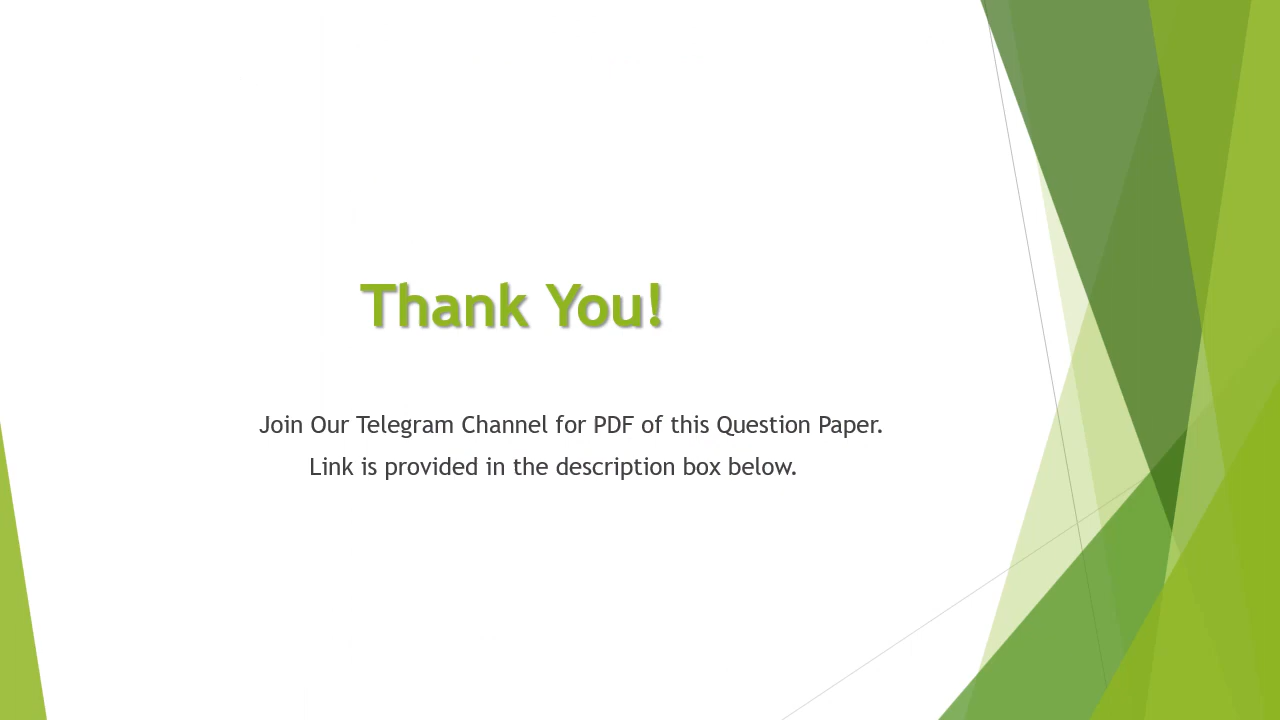 Thank You!
Join Our Telegram Channel for PDF of this Question Paper.
Link is provided in the description box below.